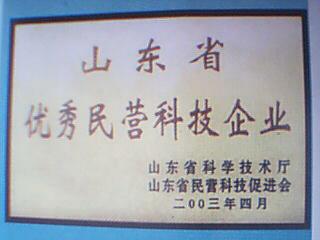 山东省
优秀民营科技企业
山东省科学技术厅
山东省民营科技促进会
二00三年四月